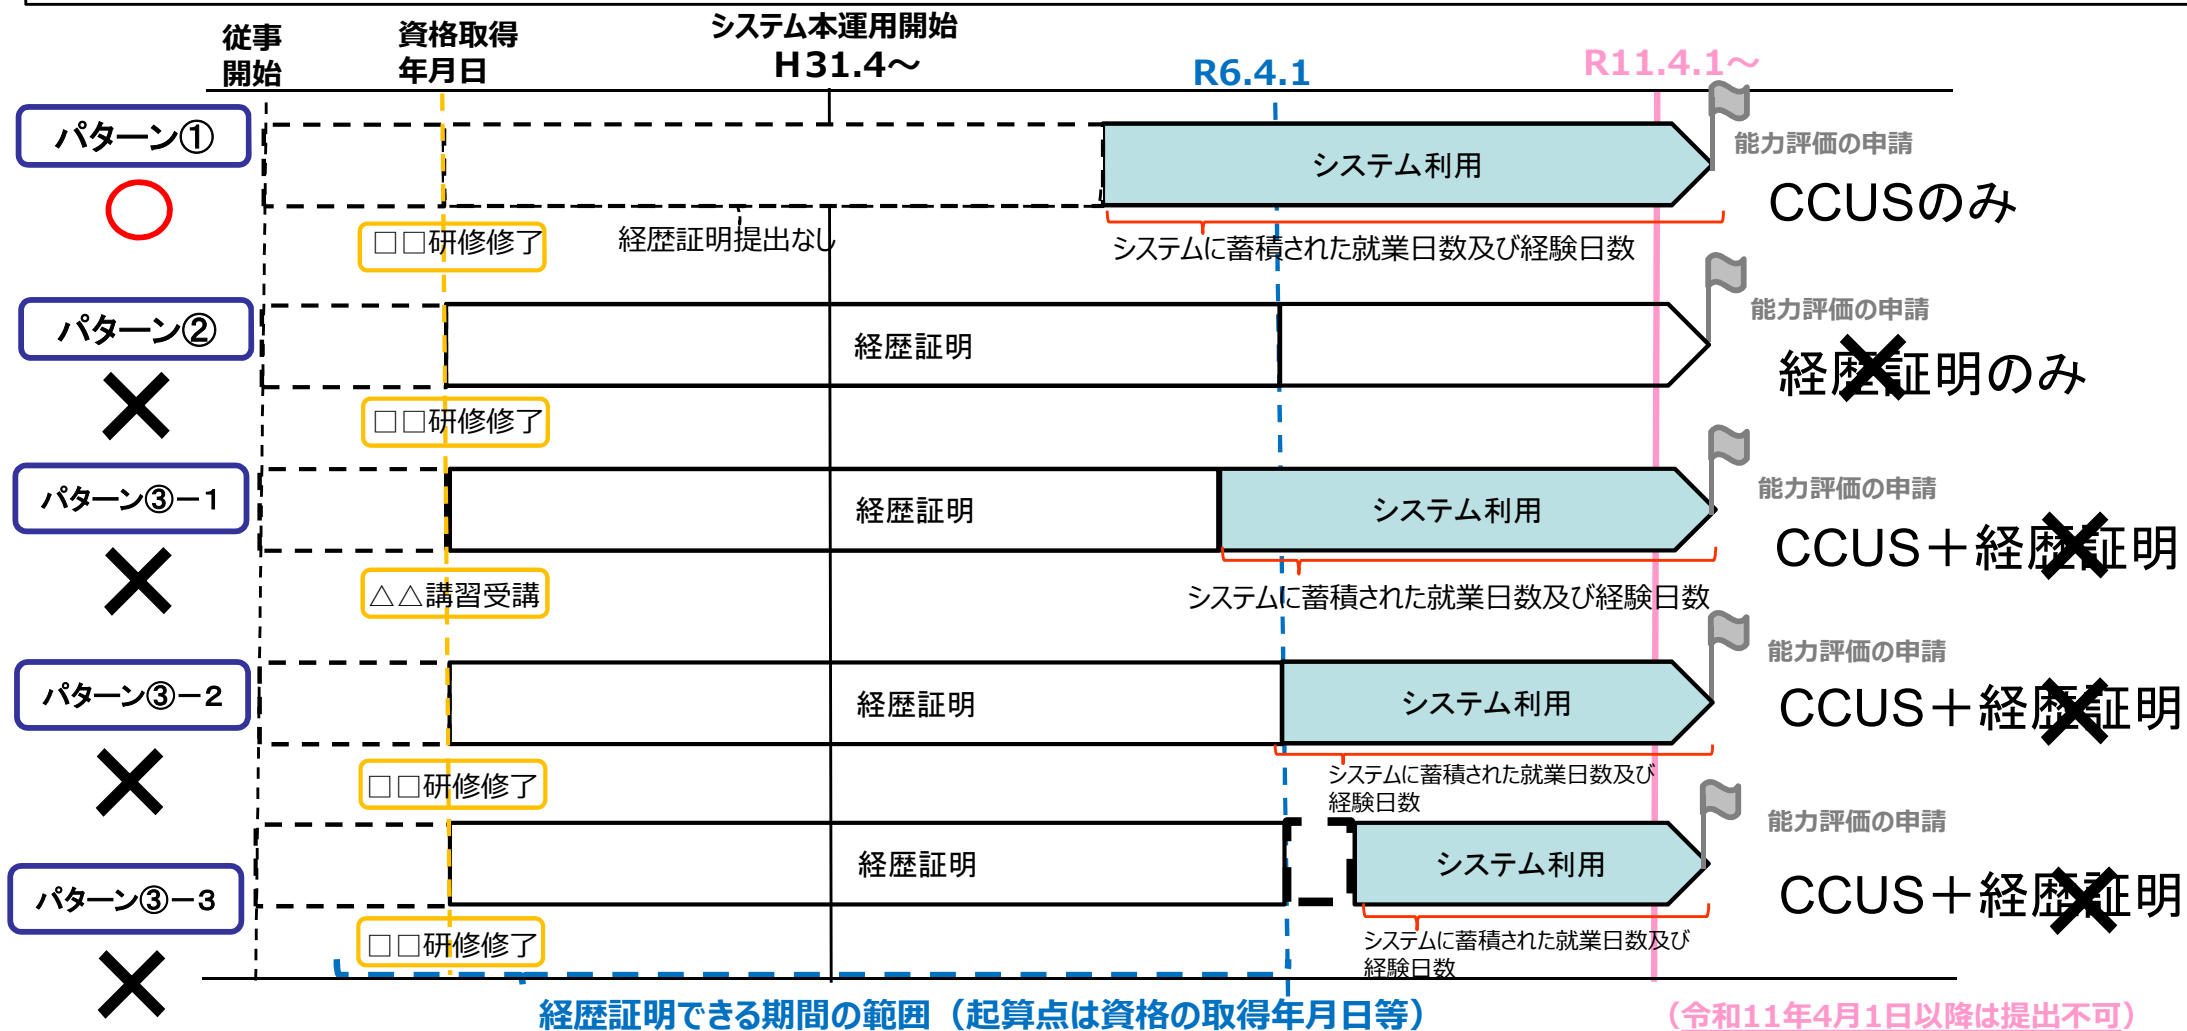 従事
開始
資格取得
年月日
システム本運用開始
H31.4～
R6.4.1
R11.4.1～
パターン①
システム利用
能力評価の申請
CCUSのみ
□□研修修了
経歴証明提出なし
システムに蓄積された就業日数及び経験日数
パターン②
経歴証明
能力評価の申請
経歴証明のみ
□□研修修了
パターン③－1
経歴証明
システム利用
能力評価の申請
CCUS＋経歴証明
△△講習受講
システムに蓄積された就業日数及び経験日数
パターン③－2
経歴証明
システム利用
能力評価の申請
CCUS＋経歴証明
□□研修修了
システムに蓄積された就業日数及び
経験日数
パターン③－3
経歴証明
システム利用
能力評価の申請
CCUS＋経歴証明
□□研修修了
システムに蓄積された就業日数及び
経験日数
経歴証明できる期間の範囲（起算点は資格の取得年月日等）
（令和11年4月1日以降は提出不可）